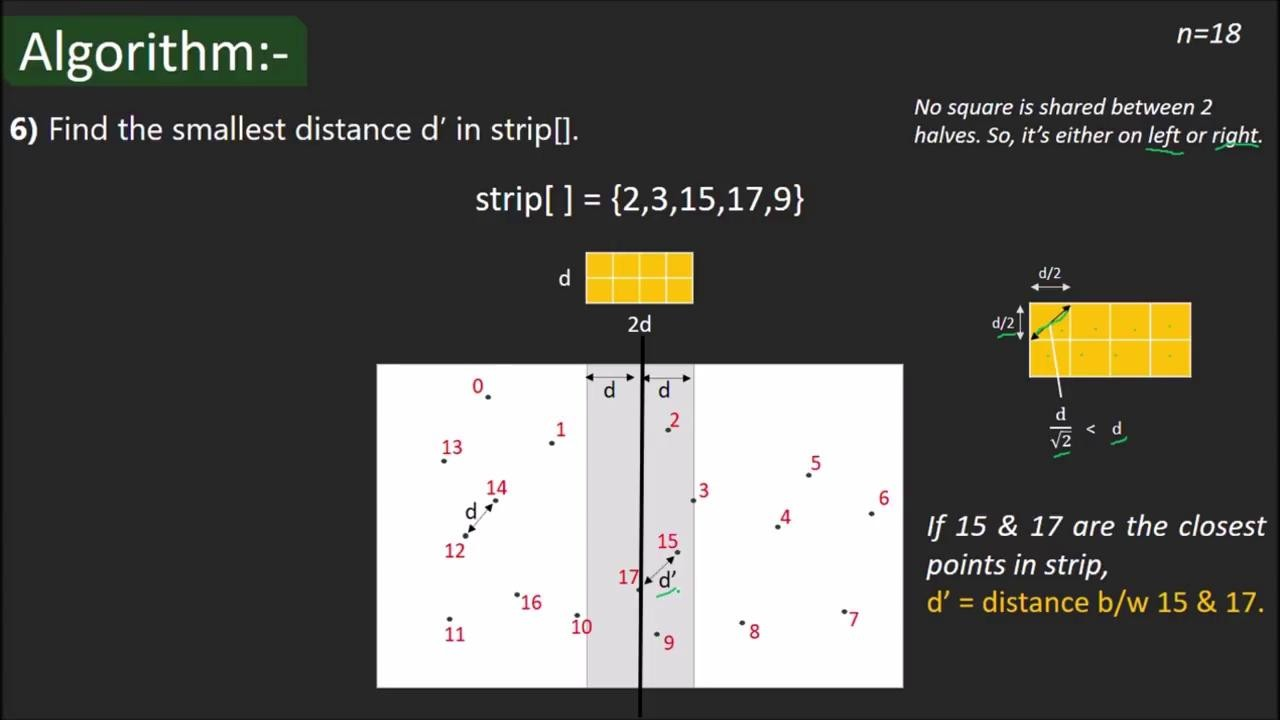 Algorithm:-
n=18
6) Find the smallest distance d’ in strip[].
No square is shared between 2
halves. So, it’s either on left or right.
strip[ ] = {2,3,15,17,9}
d
2d
d/2
d/2
d
√2
<
d
d
d
0
1
2
13
14
d
12
3
5
4
6
15
17
d’
16
11
10
9
8
7
If 15 & 17 are the closest
points in strip,
d’ = distance b/w 15 & 17.